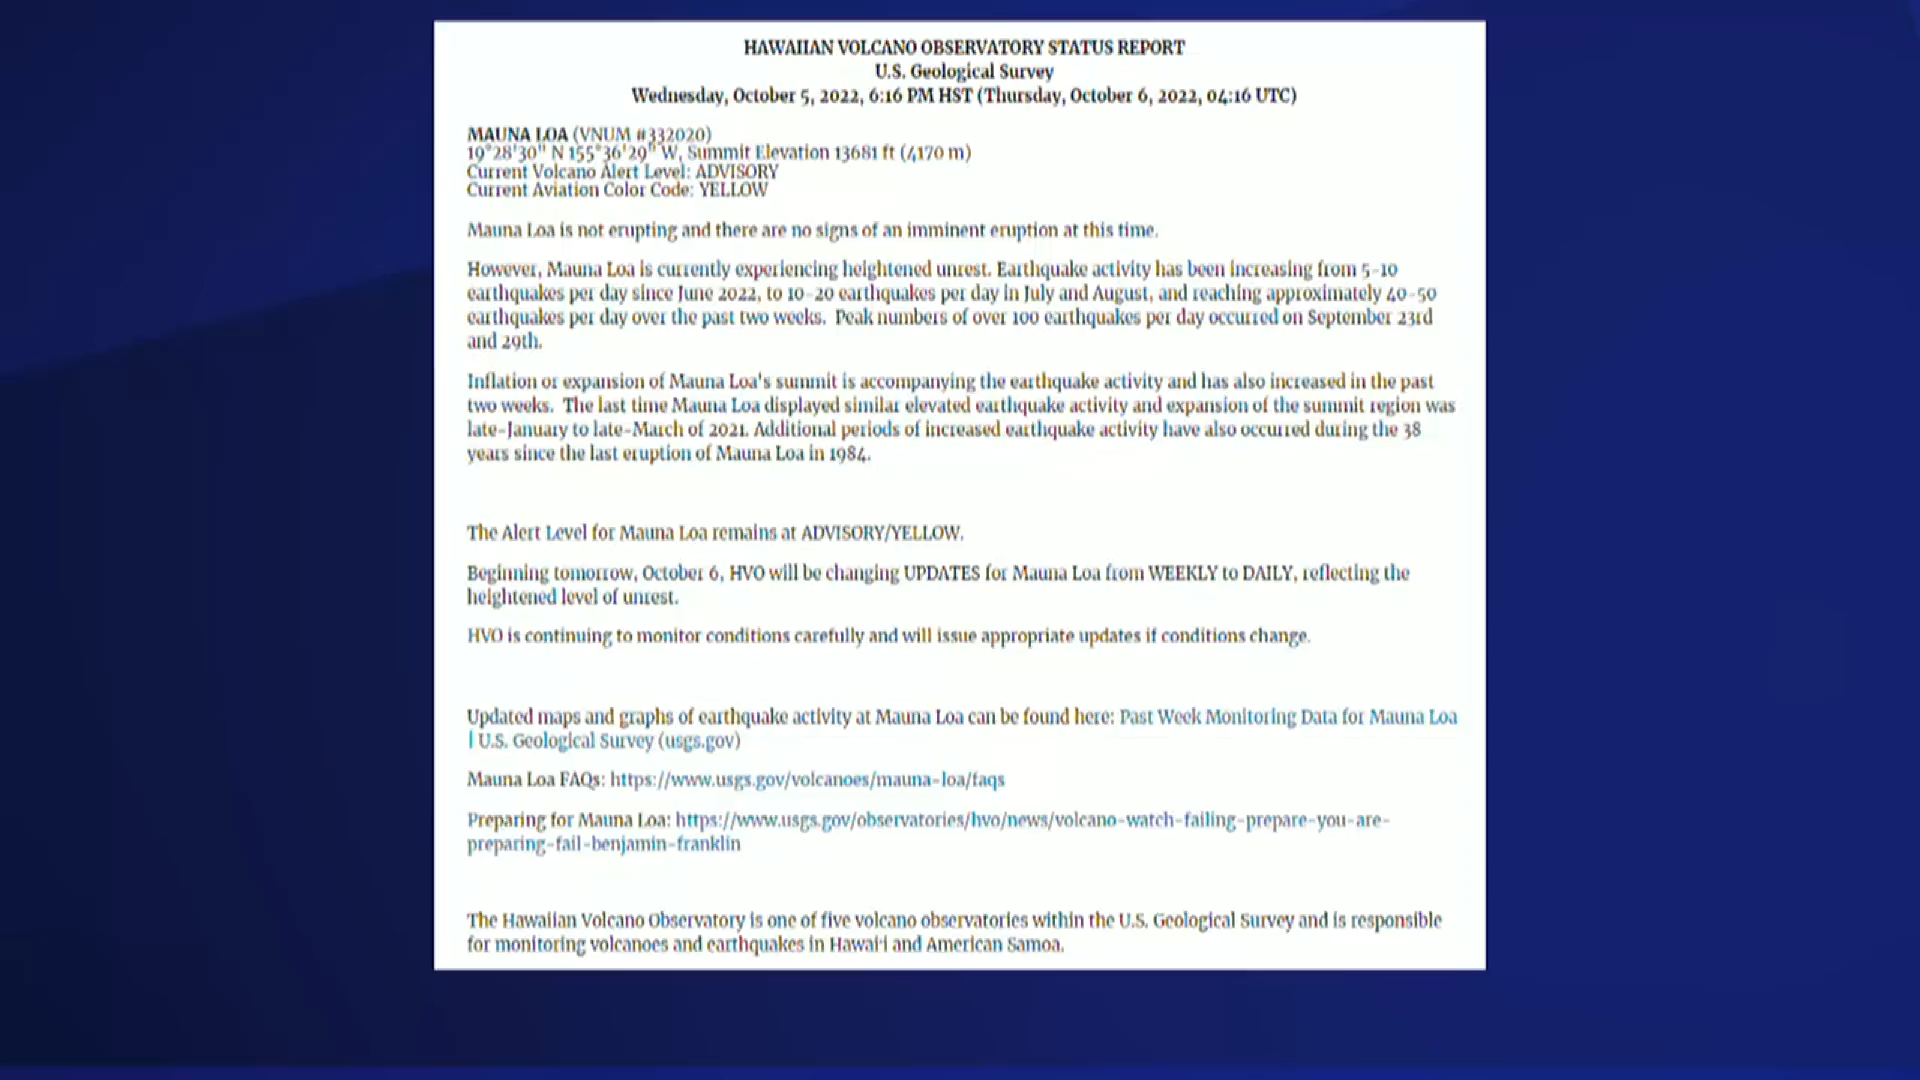 HAWAIIAN VOLCANO OBSERVATORY STATUS REPORT
U.S. Geological Survey
Wednesday, October 5, 2022, 6:16 PM HST (Thursday, October 6, 2022, 04:16 UTC)
MAUNA LOA (VNUM #332020)
19°28'30" N 155°36'29" W, Summit Elevation 13681 ft (4170 m)
Current Volcano Alert Level: ADVISORY
Current Aviation Color Code: YELLOW
Mauna Loa is not erupting and there are no signs of an imminent eruption at this time.
However, Mauna Loa is currently experiencing heightened unrest. Earthquake activity has been increasing from 5-10
earthquakes per day since June 2022, to 10-20 earthquakes per day in July and August, and reaching approximately 40-50
earthquakes per day over the past two weeks. Peak numbers of over 100 earthquakes per day occurred on September 23rd
and 29th.
Inflation or expansion of Mauna Loa's summit is accompanying the earthquake activity and has also increased in the past
two weeks. The last time Mauna Loa displayed similar elevated earthquake activity and expansion of the summit region was
late-January to late-March of 2021. Additional periods of increased earthquake activity have also occurred during the 38
years since the last eruption of Mauna Loa in 1984.
The Alert Level for Mauna Loa remains at ADVISORY/YELLOW.
Beginning tomorrow, October 6, HVO will be changing UPDATES for Mauna Loa from WEEKLY to DAILY, reflecting the
heightened level of unrest.
HVO is continuing to monitor conditions carefully and will issue appropriate updates if conditions change.
Updated maps and graphs of earthquake activity at Mauna Loa can be found here: Past Week Monitoring Data for Mauna Loa
| U.S. Geological Survey (usgs.gov)
Mauna Loa FAQs: https://www.usgs.gov/volcanoes/mauna-loa/faqs
Preparing for Mauna Loa: https://www.usgs.gov/observatories/hvo/news/volcano-watch-failing-prepare-you-are-
preparing-fail-benjamin-franklin
The Hawaiian Volcano Observatory is one of five volcano observatories within the U.S. Geological Survey and is responsible
for monitoring volcanoes and earthquakes in Hawaiʻi and American Samoa.